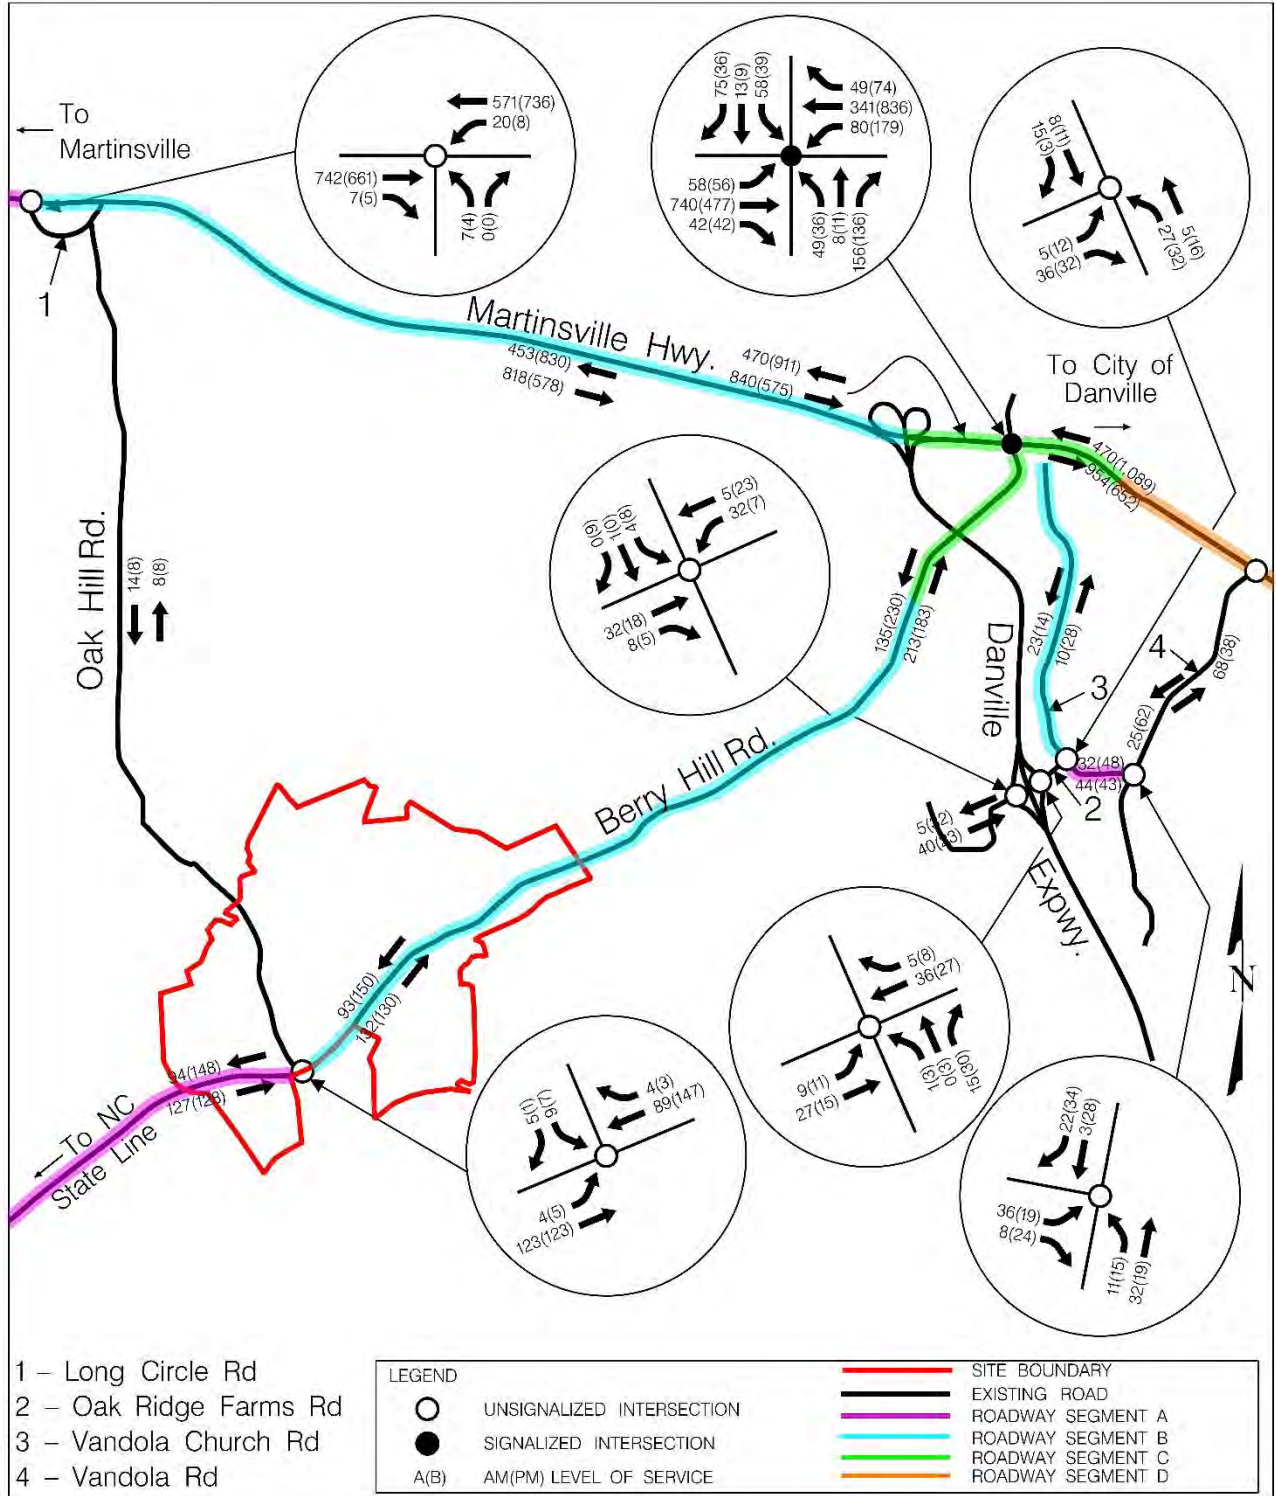 To
Martinsville
571(736)
20(8)
742(661)
7(5)
7(4)
0(0)
75(36)
13(9)
58(39)
49(74)
341(836)
80(179)
58(56)
740(477)
42(42)
49(36)
8(11)
156(136)
8(11)
15(3)
5(12)
36(32)
5(16)
27(32)
1
Martinsville Hwy.
453(830)
818(578)
470(911)
840(575)
To City of
Danville
470(1,089)
954(652)
Oak Hill Rd.
14(8)
8(8)
0(9)
1(0)
4(8)
5(23)
32(7)
32(18)
8(5)
135(230)
213(183)
Danville
Expwy.
23(14)
10(28)
3
4
68(38)
25(62)
32(48)
44(43)
2
Berry Hill Rd.
5(32)
40(23)
N
93(150)
132(130)
94(148)
127(128)
To NC
State Line
5(1)
9(7)
4(3)
89(147)
4(5)
123(123)
5(8)
36(27)
9(11)
27(15)
1(3)
0(3)
15(30)
22(34)
3(28)
36(19)
8(24)
11(15)
32(19)
1 – Long Circle Rd
2 – Oak Ridge Farms Rd
3 – Vandola Church Rd
4 – Vandola Rd
LEGEND
UNSIGNALIZED INTERSECTION
SIGNALIZED INTERSECTION
A(B) AM(PM) LEVEL OF SERVICE
SITE BOUNDARY
EXISTING ROAD
ROADWAY SEGMENT A
ROADWAY SEGMENT B
ROADWAY SEGMENT C
ROADWAY SEGMENT D